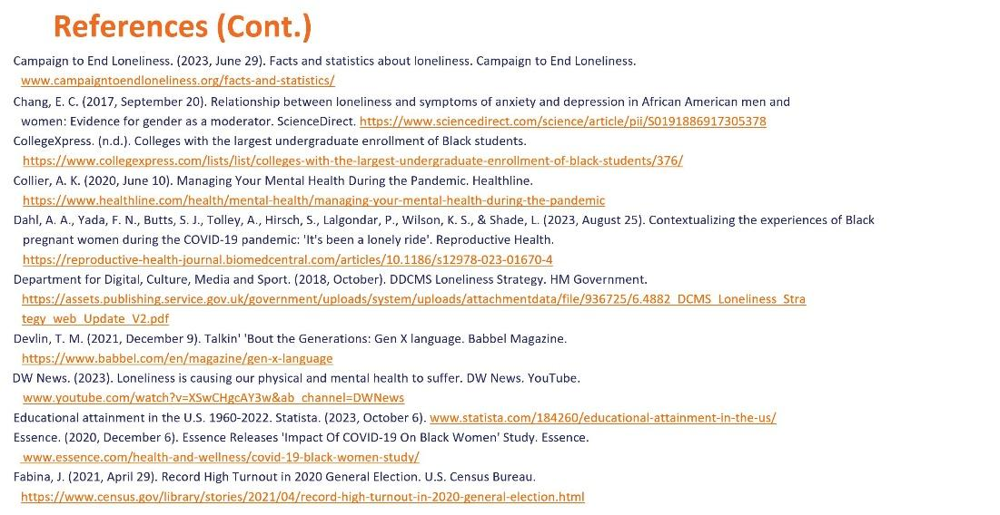 References (Cont.)
Campaign to End Loneliness. (2023, June 29). Facts and statistics about loneliness. Campaign to End Loneliness.
www.campaigntoendloneliness.org/facts-and-statistics/
Chang, E. C. (2017, September 20). Relationship between loneliness and symptoms of anxiety and depression in African American men and
women: Evidence for gender as a moderator. ScienceDirect. https://www.sciencedirect.com/science/article/pii/S0191886917305378
CollegeXpress. (n.d.). Colleges with the largest undergraduate enrollment of Black students.
https://www.collegexpress.com/lists/list/colleges-with-the-largest-undergraduate-enrollment-of-black-students/376/
Collier, A. K. (2020, June 10). Managing Your Mental Health During the Pandemic. Healthline.
https://www.healthline.com/health/mental-health/managing-your-mental-health-during-the-pandemic
Dahl, A. A., Yada, F. N., Butts, S. J., Tolley, A., Hirsch, S., Lalgondar, P., Wilson, K. S., & Shade, L. (2023, August 25). Contextualizing the experiences of Black
pregnant women during the COVID-19 pandemic: 'It's been a lonely ride'. Reproductive Health.
https://reproductive-health-journal.biomedcentral.com/articles/10.1186/s12978-023-01670-4
Department for Digital, Culture, Media and Sport. (2018, October). DDCMS Loneliness Strategy. HM Government.
https://assets.publishing.service.gov.uk/government/uploads/system/uploads/attachmentdata/file/936725/6.4882_DCMS_Loneliness_Stra
tegy_web_Update_V2.pdf
Devlin, T. M. (2021, December 9). Talkin' 'Bout the Generations: Gen X language. Babbel Magazine.
https://www.babbel.com/en/magazine/gen-x-language
DW News. (2023). Loneliness is causing our physical and mental health to suffer. DW News. YouTube.
www.youtube.com/watch?v=XSwCHgcAY3w&ab_channel=DWNews
Educational attainment in the U.S. 1960-2022. Statista. (2023, October 6). www.statista.com/184260/educational-attainment-in-the-us/
Essence. (2020, December 6). Essence Releases 'Impact Of COVID-19 On Black Women' Study. Essence.
www.essence.com/health-and-wellness/covid-19-black-women-study/
Fabina, J. (2021, April 29). Record High Turnout in 2020 General Election. U.S. Census Bureau.
https://www.census.gov/library/stories/2021/04/record-high-turnout-in-2020-general-election.html